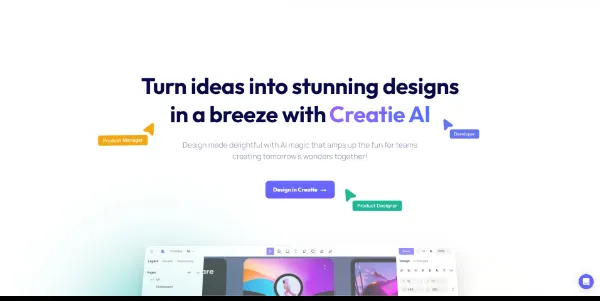 Turn ideas into stunning designs
in a breeze with Creatie AI
Product Manager
Developer
Design made delightful with AI magic that amps up the fun for teams
creating tomorrow's wonders together!
Design in Creatie →
Product Designer
Layers
Pages
Design